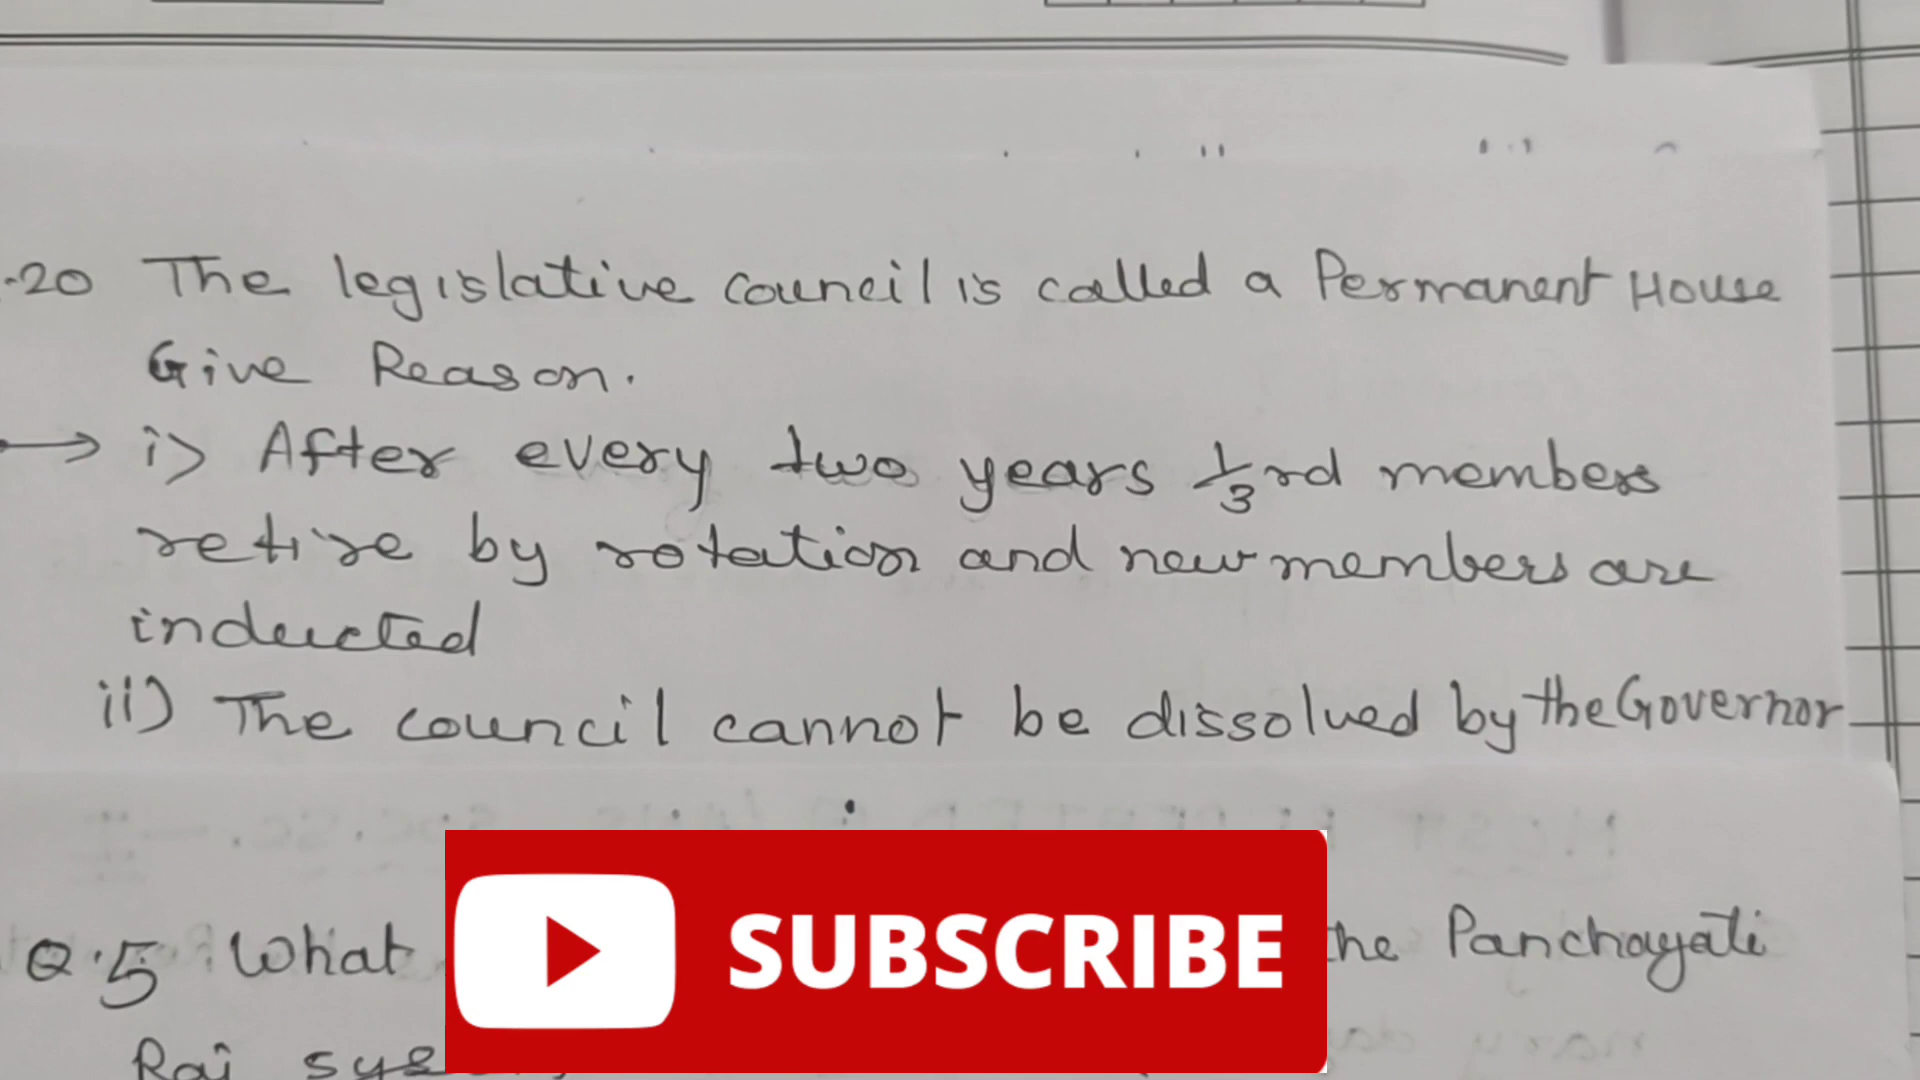 .20 The legislative council is called a Permanent House
Give Reason.
→ i> After every two years 1/3rd members
retire by rotation and new members are
inducted
ii) The council cannot be dissolved by the Governor
Q.5 What the Panchayati
Raj
SUBSCRIBE